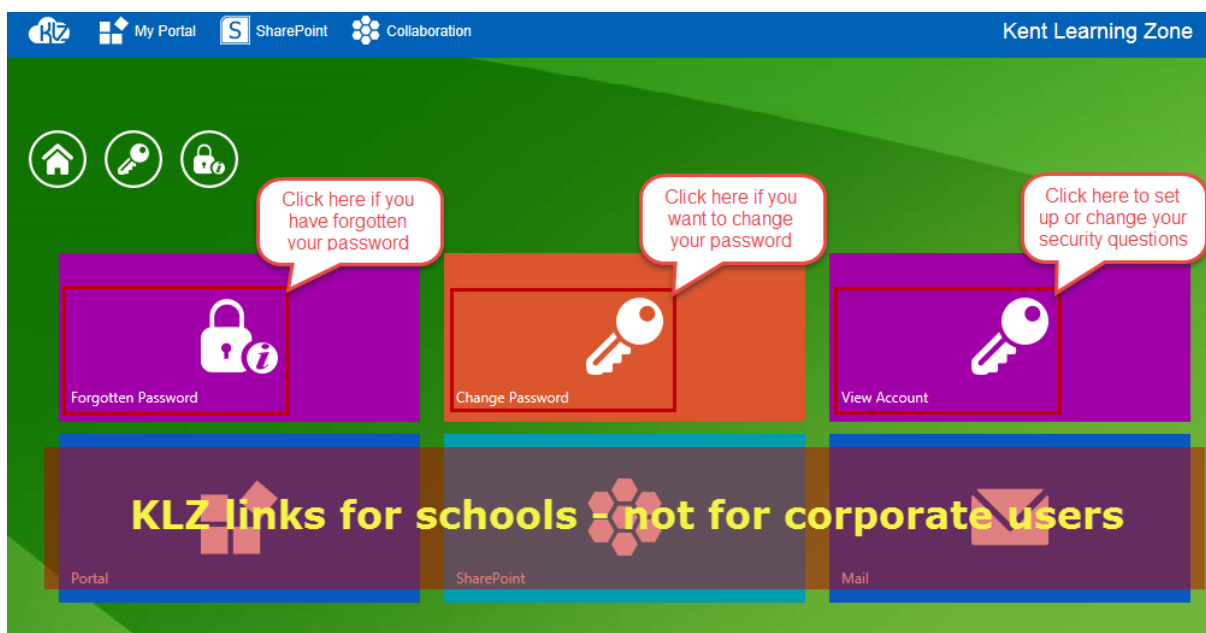 KLZ My Portal S SharePoint Collaboration Kent Learning Zone
Click here if you
have forgotten
your password
Click here if you
want to change
your password
Click here to set
up or change your
security questions
Forgotten Password
Change Password
View Account
KLZ links for schools - not for corporate users
Portal
SharePoint
Mail